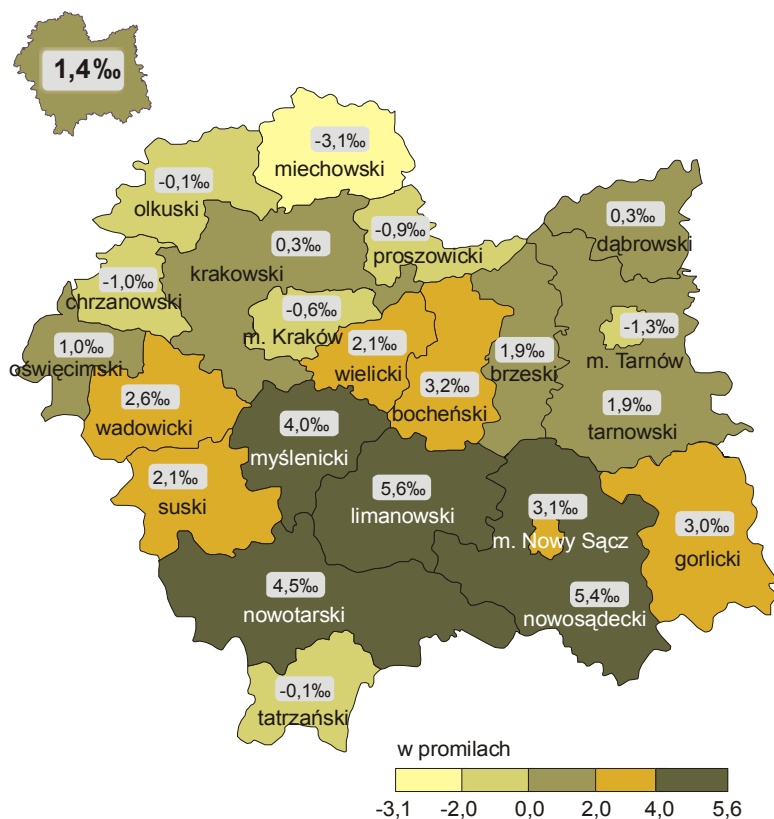 1,4‰
-3,1‰
miechowski
-0,1‰
olkuski
0,3‰
dąbrowski
-0,9‰
proszowicki
0,3‰
krakowski
-1,0‰
chrzanowski
-0,6‰
m. Kraków
-1,3‰
m. Tarnów
1,0‰
oświęcimski
2,1‰
wielicki
1,9‰
brzeski
2,6‰
wadowicki
3,2‰
bocheński
1,9‰
tarnowski
4,0‰
myślenicki
2,1‰
suski
5,6‰
limanowski
3,1‰
m. Nowy Sącz
3,0‰
gorlicki
4,5‰
nowotarski
5,4‰
nowosądecki
-0,1‰
tatrzański
w promilach
-3,1 -2,0 0,0 2,0 4,0 5,6